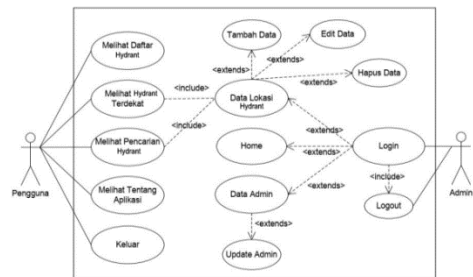 Tambah Data
Edit Data
Melihat Daftar
Hydrant
<extends>
<extends>
<extends>
Hapus Data
Melihat Hydrant
Terdekat
<include>
Data Lokasi
Hydrant
<include>
<extends>
Melihat Pencarian
Hydrant
Home
<extends>
Login
Pengguna
Admin
<extends>
<include>
Melihat Tentang
Aplikasi
Data Admin
Logout
<extends>
Keluar
Update Admin